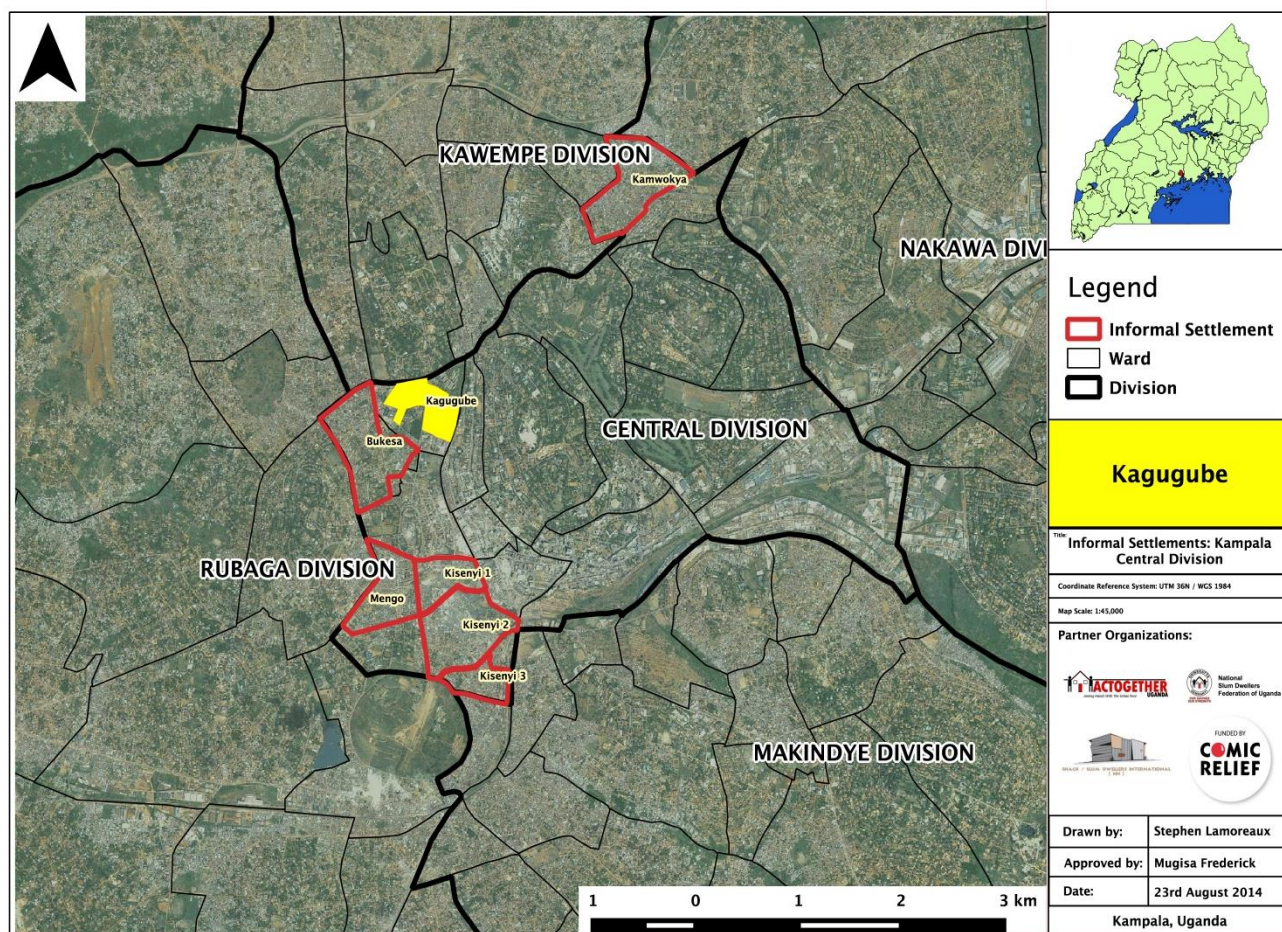 KAWEMPE DIVISION
Kamwokya
NAKAWA DIVI
Kagugube
Bukesa
CENTRAL DIVISION
RUBAGA DIVISION
Kisenyi 1
Mengo
Kisenyi 2
Kisenyi 3
MAKINDYE DIVISION
1 0 1 2 3 km
Legend
Informal Settlement
Ward
Division
Kagugube
Title: Informal Settlements: Kampala
Central Division
Coordinate Reference System: UTM 36N / WGS 1984
Map Scale: 1:45,000
Partner Organizations:
ACTOGETHER
UGANDA
National
Slum Dwellers
Federation of Uganda
SHACK / SLUM DWELLERS INTERNATIONAL
FUNDED BY
COMIC
RELIEF
Drawn by: Stephen Lamoreaux
Approved by: Mugisa Frederick
Date: 23rd August 2014
Kampala, Uganda